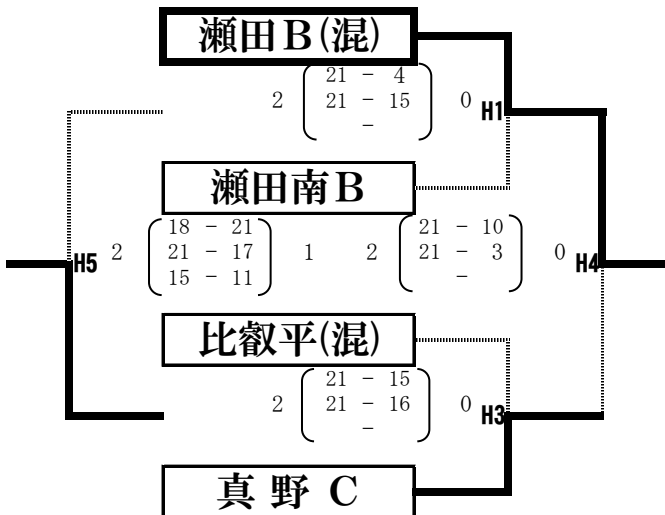 瀬田B(混)
2 21 - 4 0
21 - 15
-
H1
瀬田南B
H5 2 18 - 21 1
21 - 17
15 - 11
2 21 - 10 0
21 - 3
-
H4
比叡平(混)
2 21 - 15 0
21 - 16
-
H3
真野 C